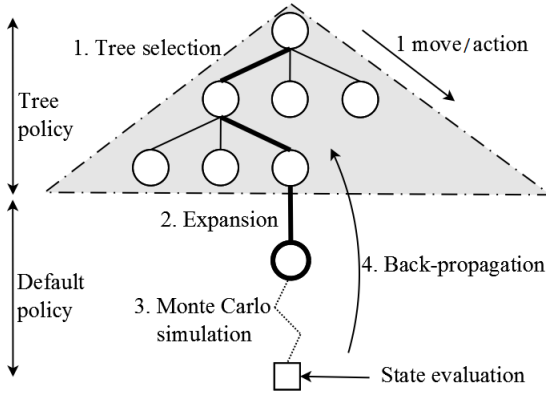 1. Tree selection
1 move/action
Tree
policy
2. Expansion
4. Back-propagation
Default
policy
3. Monte Carlo
simulation
State evaluation